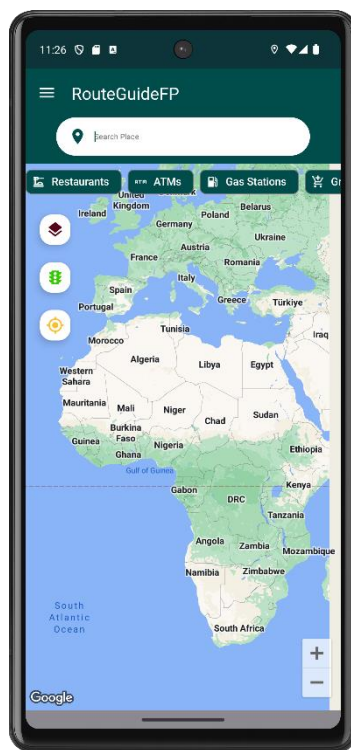 11:26
RouteGuideFP
Search Place
Restaurants
ATM ATMs
Gas Stations
Gr
United
Kingdom
Ireland
Belarus
Poland
Germany
Ukraine
Austria
France
Romania
Italy
Spain
Greece
Türkiye
Portugal
Tunisia
Morocco
Iraq
Algeria
Libya
Egypt
Western
Sahara
Mauritania
Mali
Niger
Chad
Sudan
Burkina
Faso
Guinea
Ghana
Nigeria
Ethiopia
Gulf of Guinea
Gabon
Kenya
DRC
Tanzania
Angola
Zambia
Mozambique
Namibia
Zimbabwe
South
Atlantic
Ocean
South Africa
+
−
Google